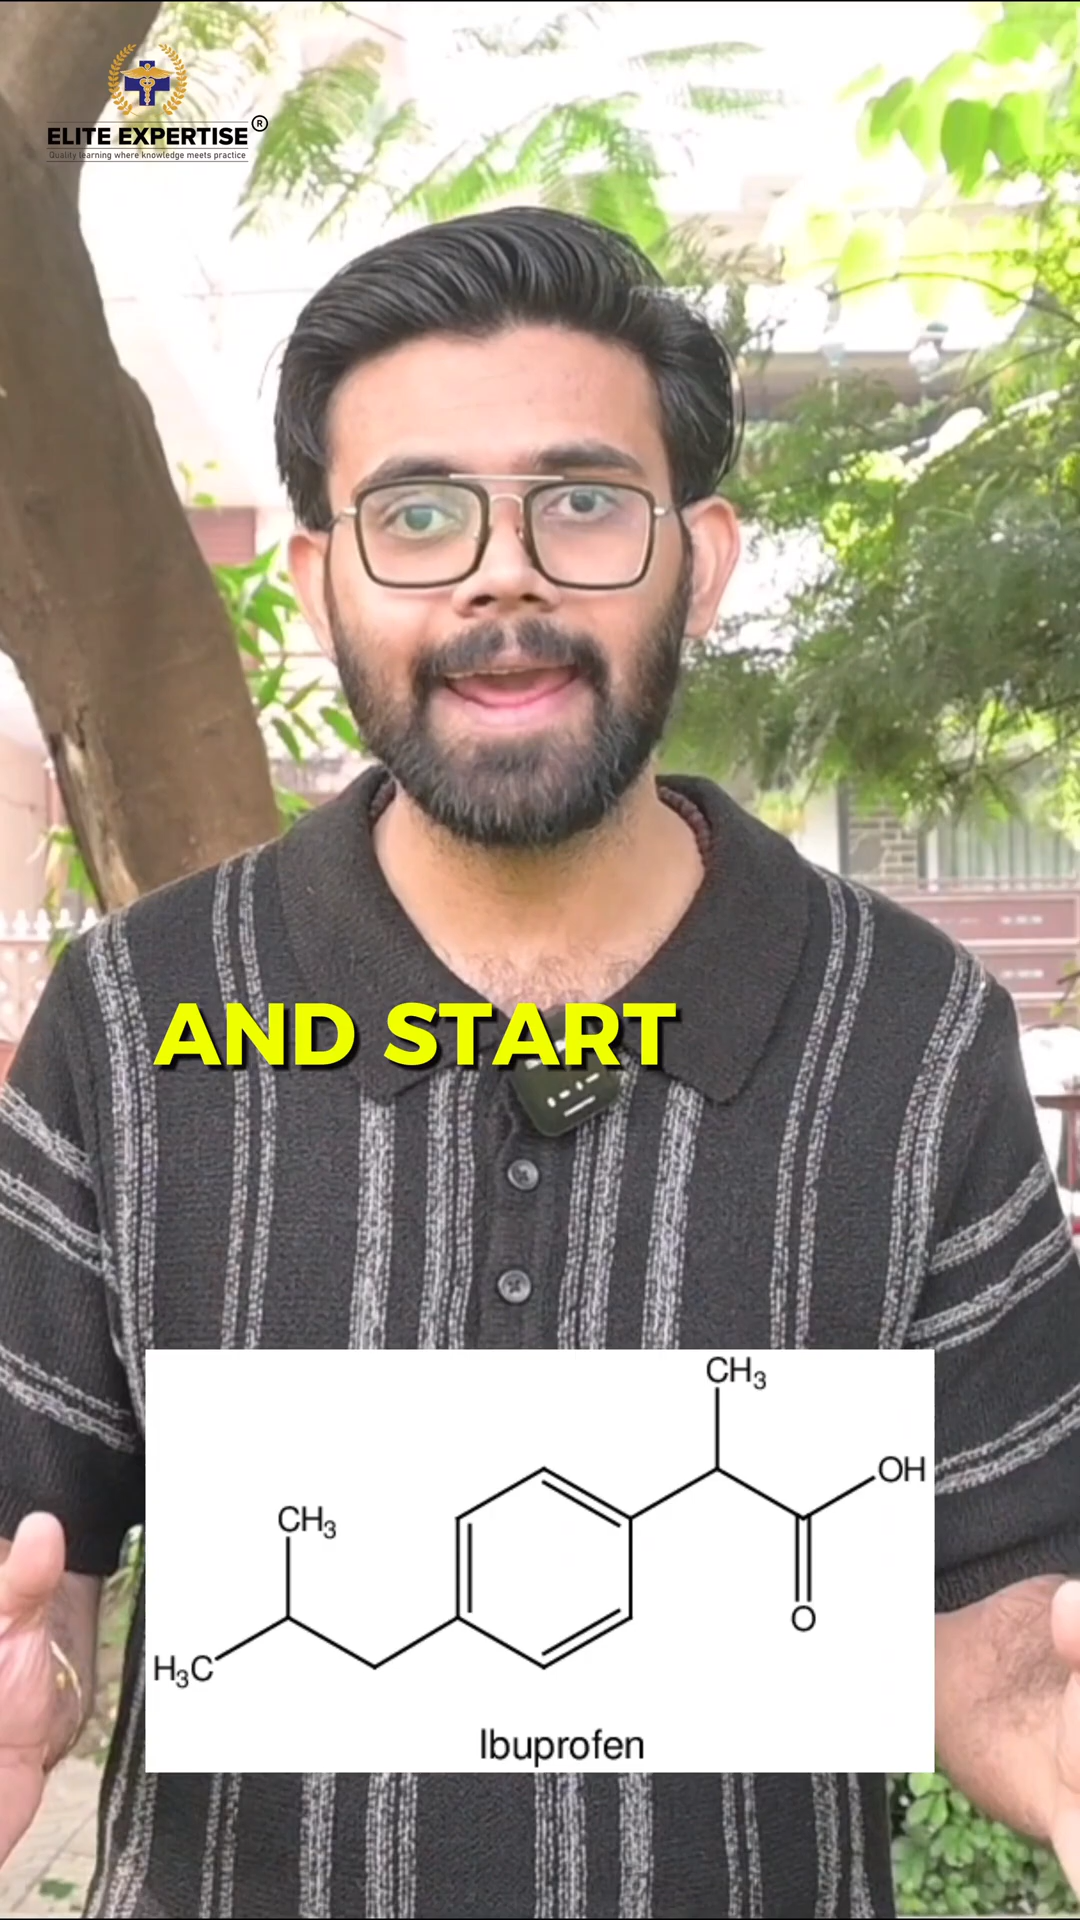 ELITE EXPERTISE®
Quality learning where knowledge meets practice
AND START
CH₃
OH
CH₃
O
H₃C
Ibuprofen